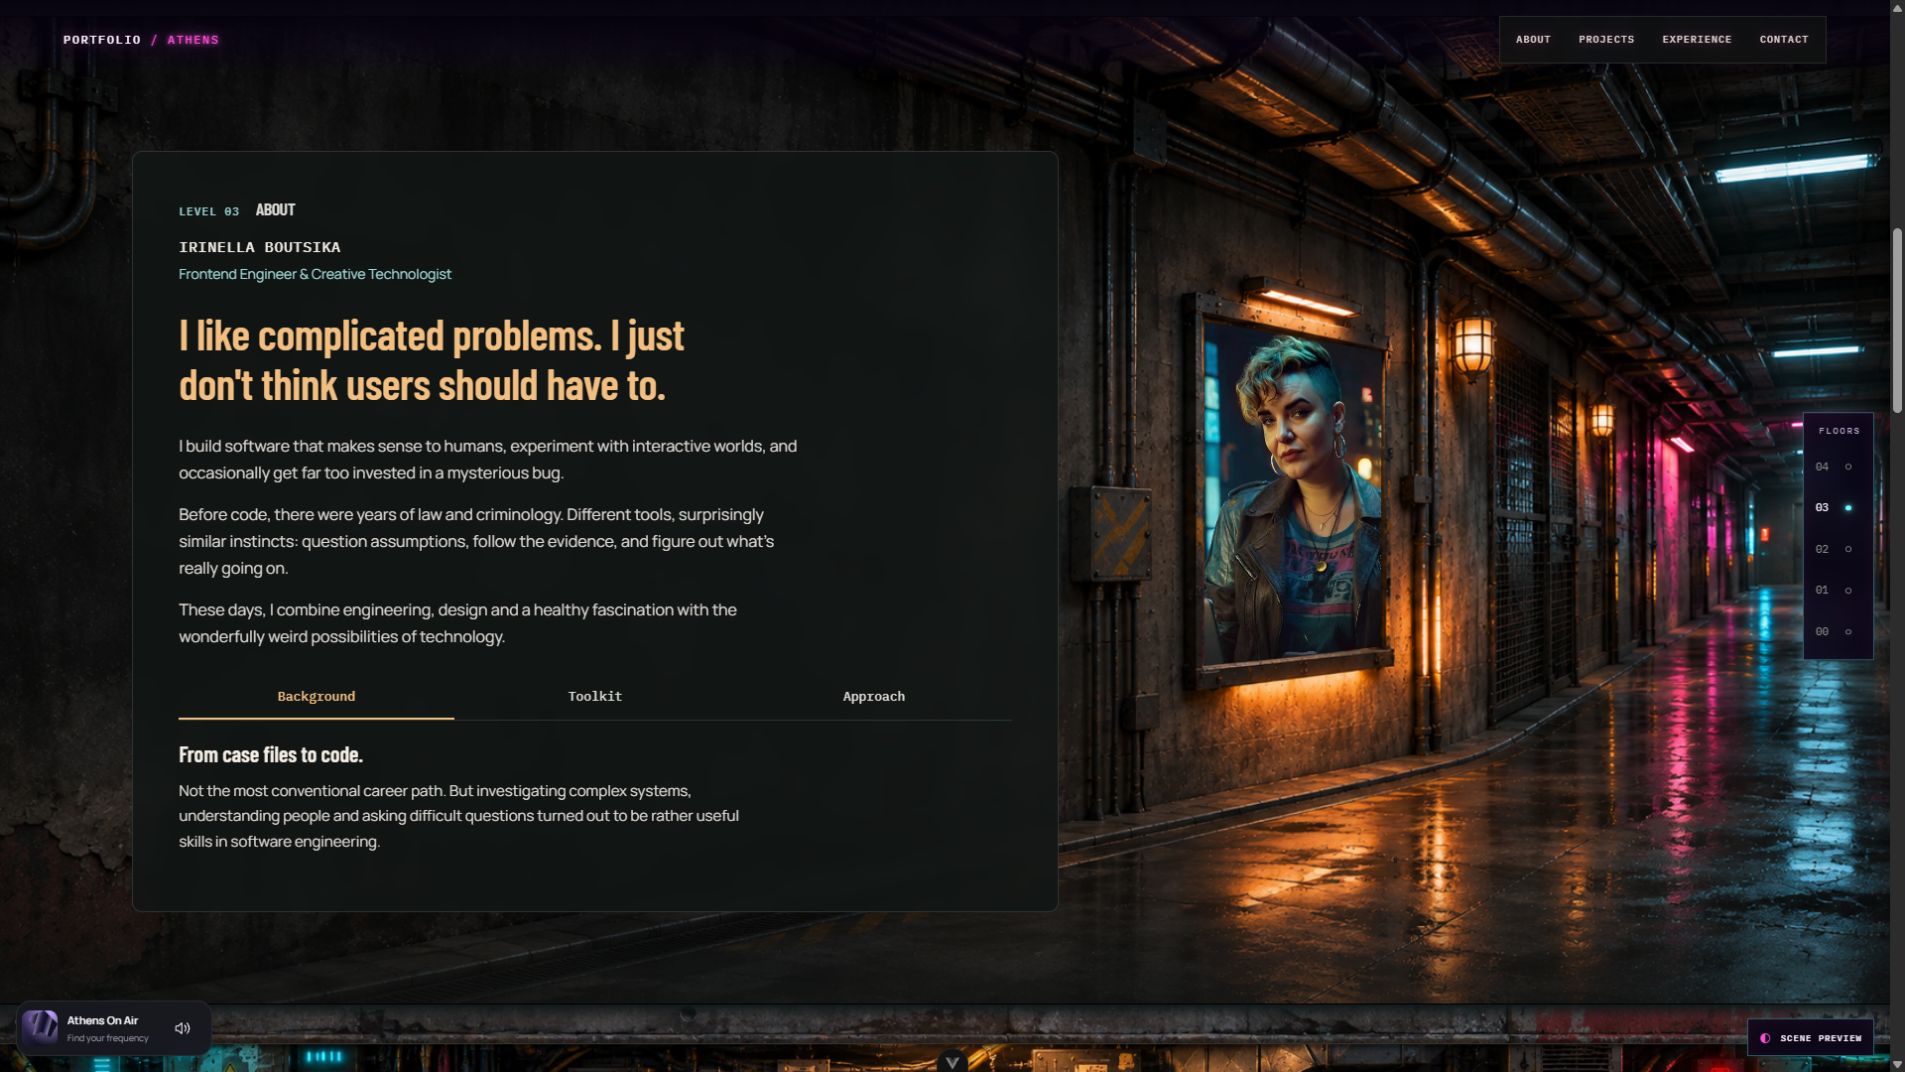 PORTFOLIO / ATHENS
ABOUT PROJECTS EXPERIENCE CONTACT
LEVEL 03 ABOUT
IRINELLA BOUTSIKA
Frontend Engineer & Creative Technologist
I like complicated problems. I just
don't think users should have to.
I build software that makes sense to humans, experiment with interactive worlds, and
occasionally get far too invested in a mysterious bug.
Before code, there were years of law and criminology. Different tools, surprisingly
similar instincts: question assumptions, follow the evidence, and figure out what's
really going on.
These days, I combine engineering, design and a healthy fascination with the
wonderfully weird possibilities of technology.
Background Toolkit Approach
From case files to code.
Not the most conventional career path. But investigating complex systems,
understanding people and asking difficult questions turned out to be rather useful
skills in software engineering.
FLOORS
04
03
02
01
00
Athens On Air
Find your frequency
SCENE PREVIEW